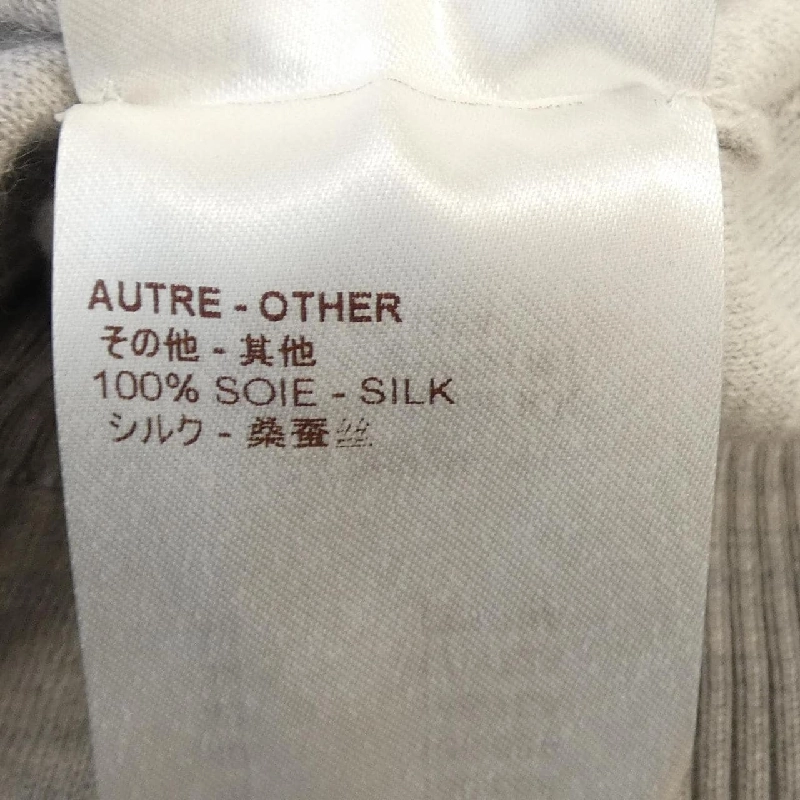 AUTRE - OTHER
その他 - 其他
100% SOIE - SILK
シルク - 桑蚕丝